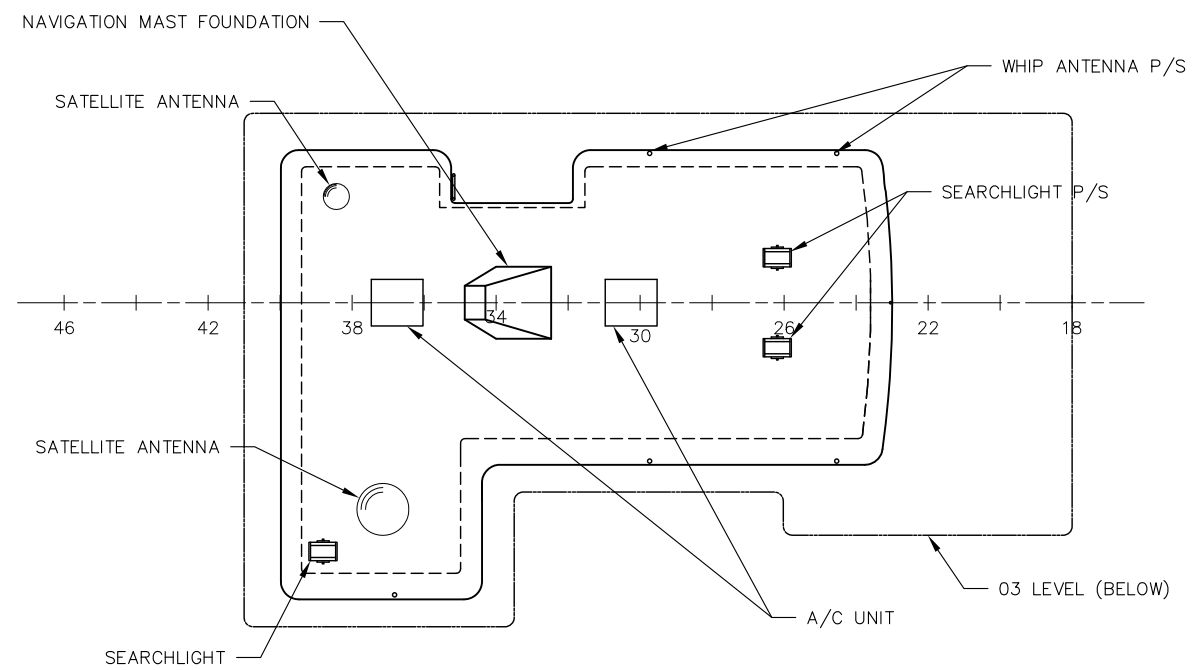 NAVIGATION MAST FOUNDATION
WHIP ANTENNA P/S
SATELLITE ANTENNA
SEARCHLIGHT P/S
46
42
38
34
30
26
22
18
SATELLITE ANTENNA
03 LEVEL (BELOW)
A/C UNIT
SEARCHLIGHT